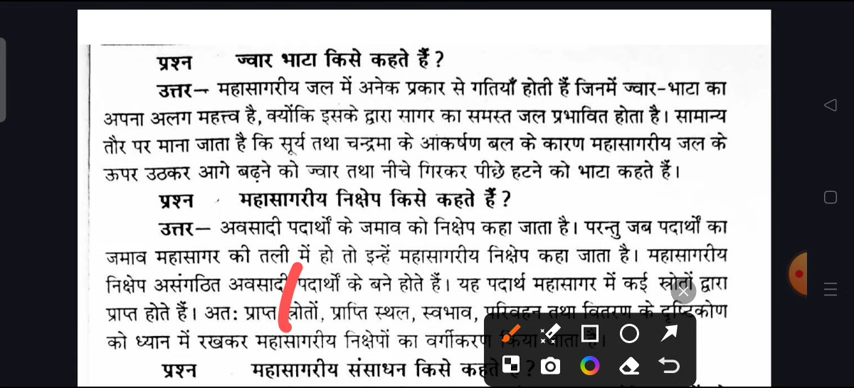 प्रश्न ज्वार भाटा किसे कहते हैं ?
उत्तर— महासागरीय जल में अनेक प्रकार से गतियाँ होती हैं जिनमें ज्वार-भाटा का
अपना अलग महत्त्व है, क्योंकि इसके द्वारा सागर का समस्त जल प्रभावित होता है। सामान्य
तौर पर माना जाता है कि सूर्य तथा चन्द्रमा के आंकर्षण बल के कारण महासागरीय जल के
ऊपर उठकर आगे बढ़ने को ज्वार तथा नीचे गिरकर पीछे हटने को भाटा कहते हैं।
प्रश्न महासागरीय निक्षेप किसे कहते हैं ?
उत्तर— अवसादी पदार्थों के जमाव को निक्षेप कहा जाता है। परन्तु जब पदार्थों का
जमाव महासागर की तली में हो तो इन्हें महासागरीय निक्षेप कहा जाता है। महासागरीय
निक्षेप असंगठित अवसादी पदार्थों के बने होते हैं। यह पदार्थ महासागर में कई स्रोतों द्वारा
प्राप्त होते हैं। अतः प्राप्त स्रोतों, प्राप्ति स्थल, स्वभाव, परिवहन तथा वितरण के दृष्टिकोण
को ध्यान में रखकर महासागरीय निक्षेपों का वर्गीकरण किया जाता है।
प्रश्न महासागरीय संसाधन किसे कहते ?